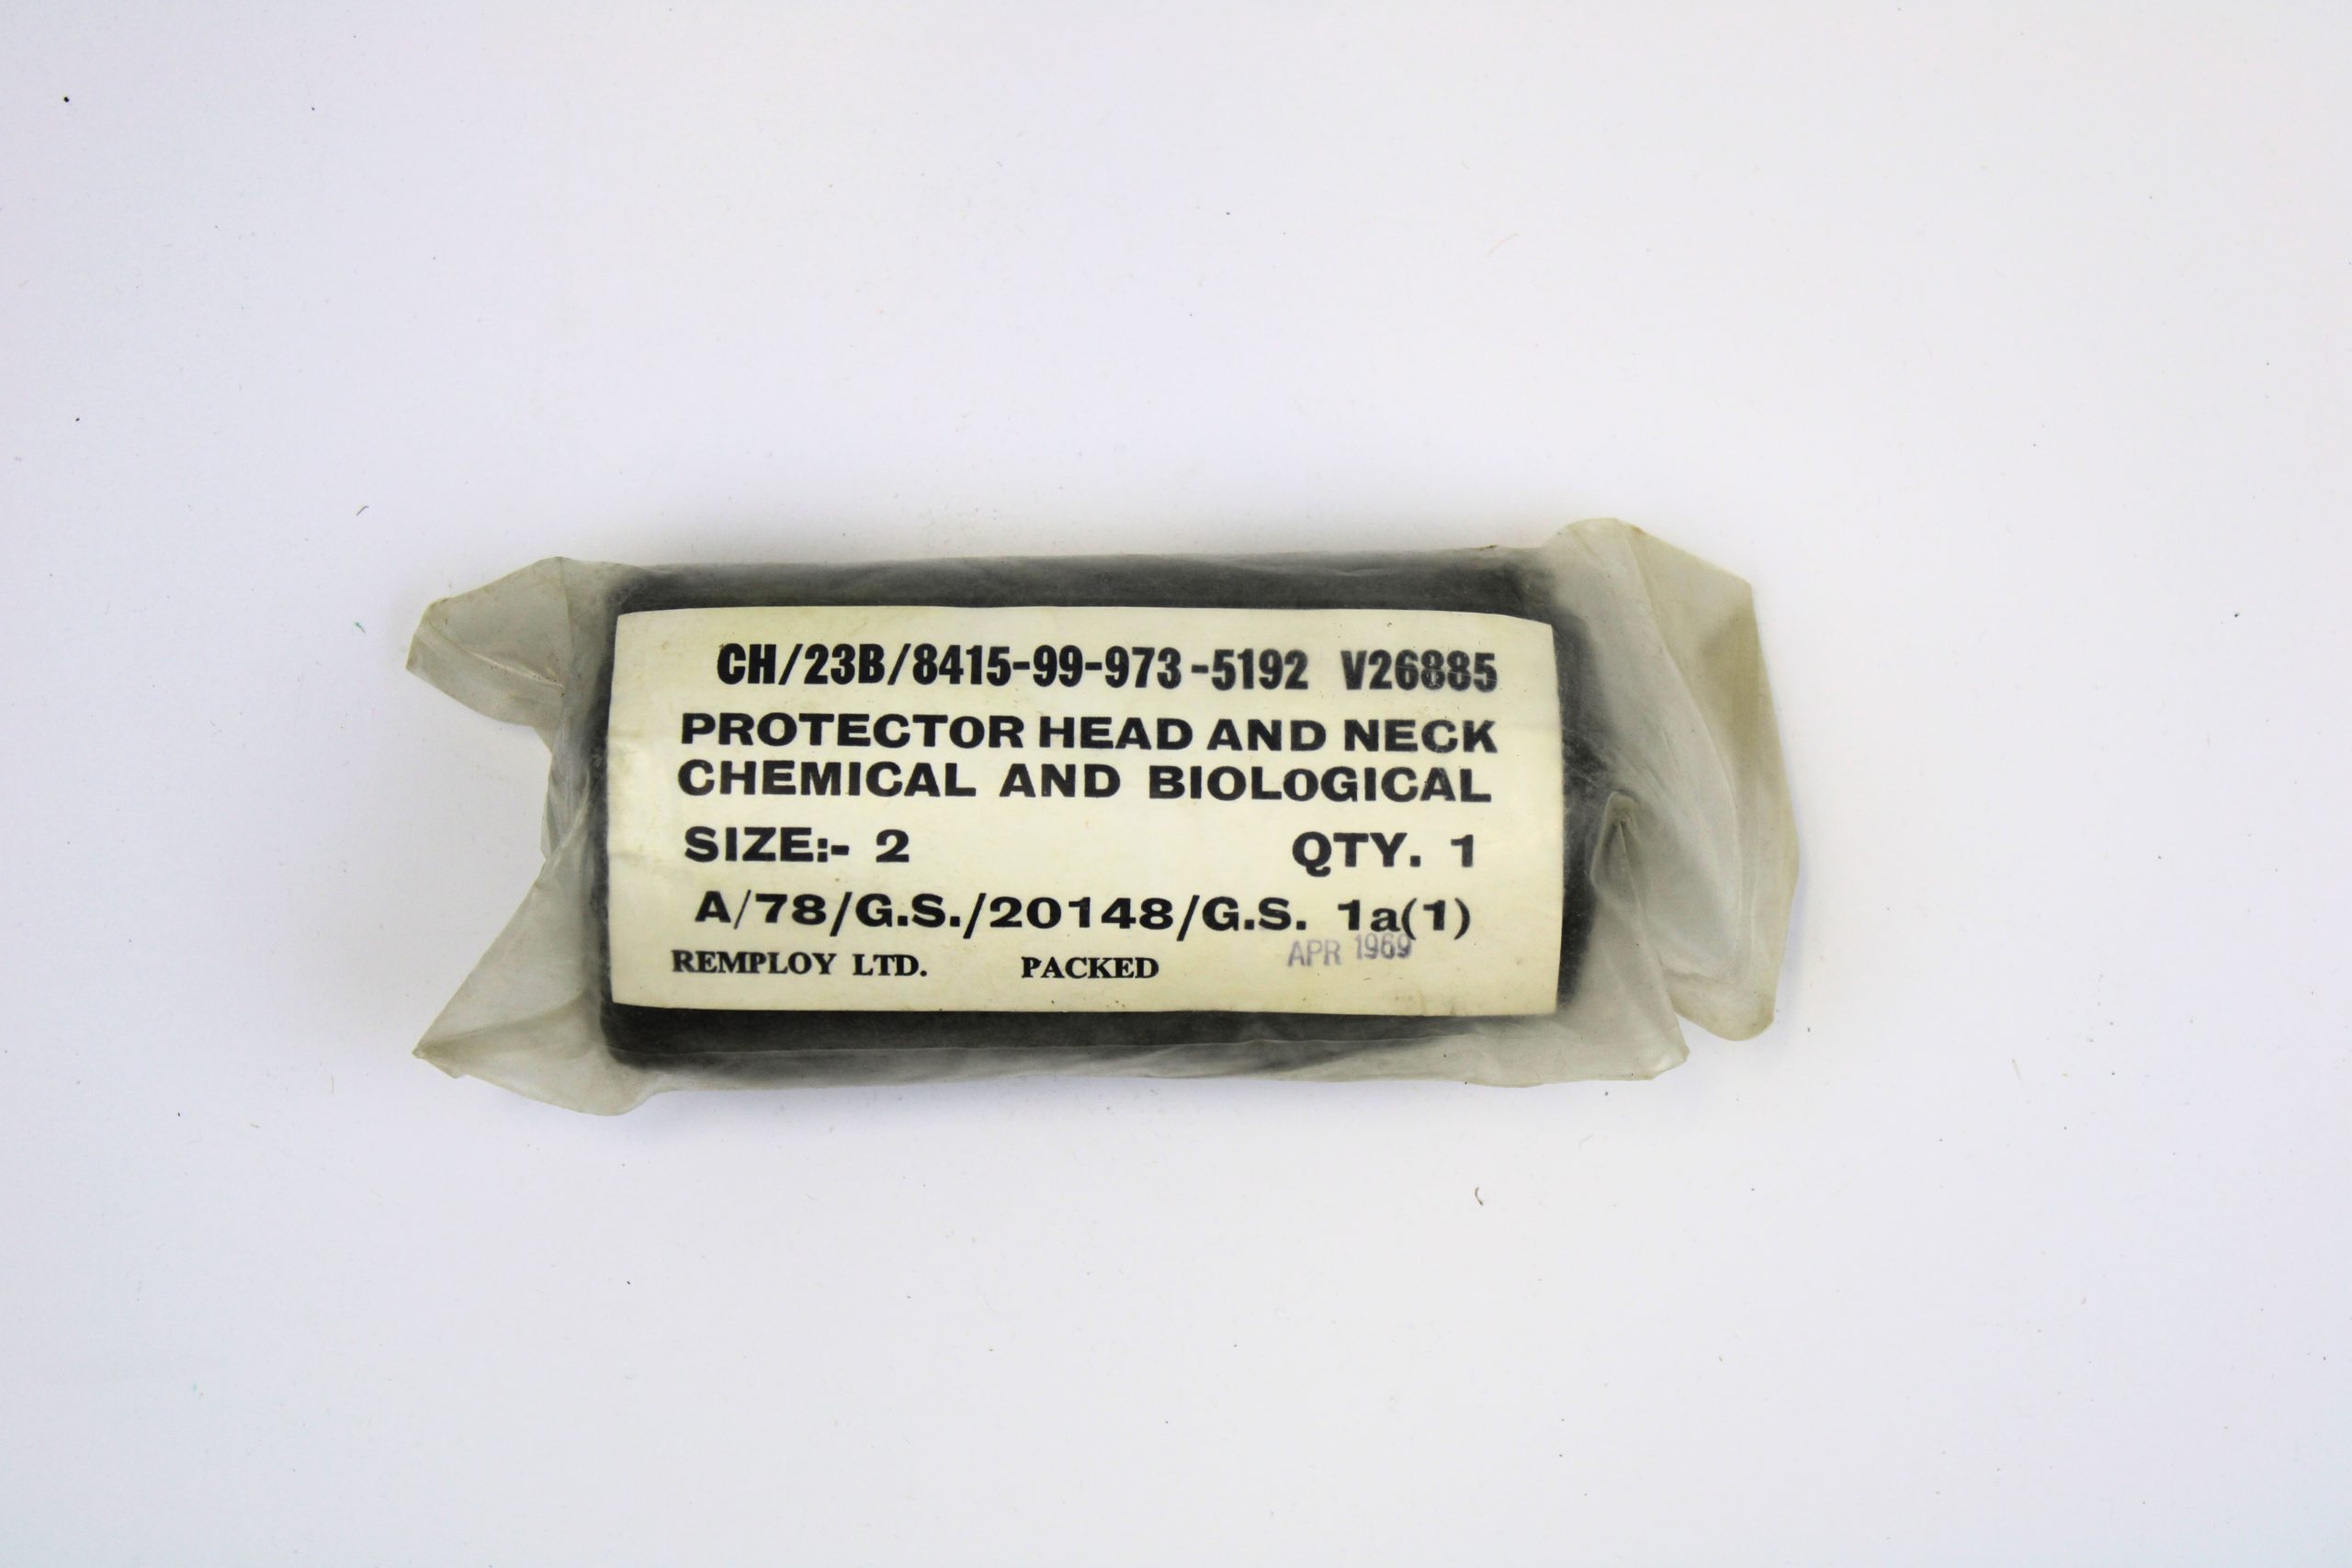 CH/23B/8415-99-973-5192 V26885
PROTECTOR HEAD AND NECK
CHEMICAL AND BIOLOGICAL
SIZE:- 2 QTY. 1
A/78/G.S./20148/G.S. 1a(1)
REMPLOY LTD. PACKED APR 1969